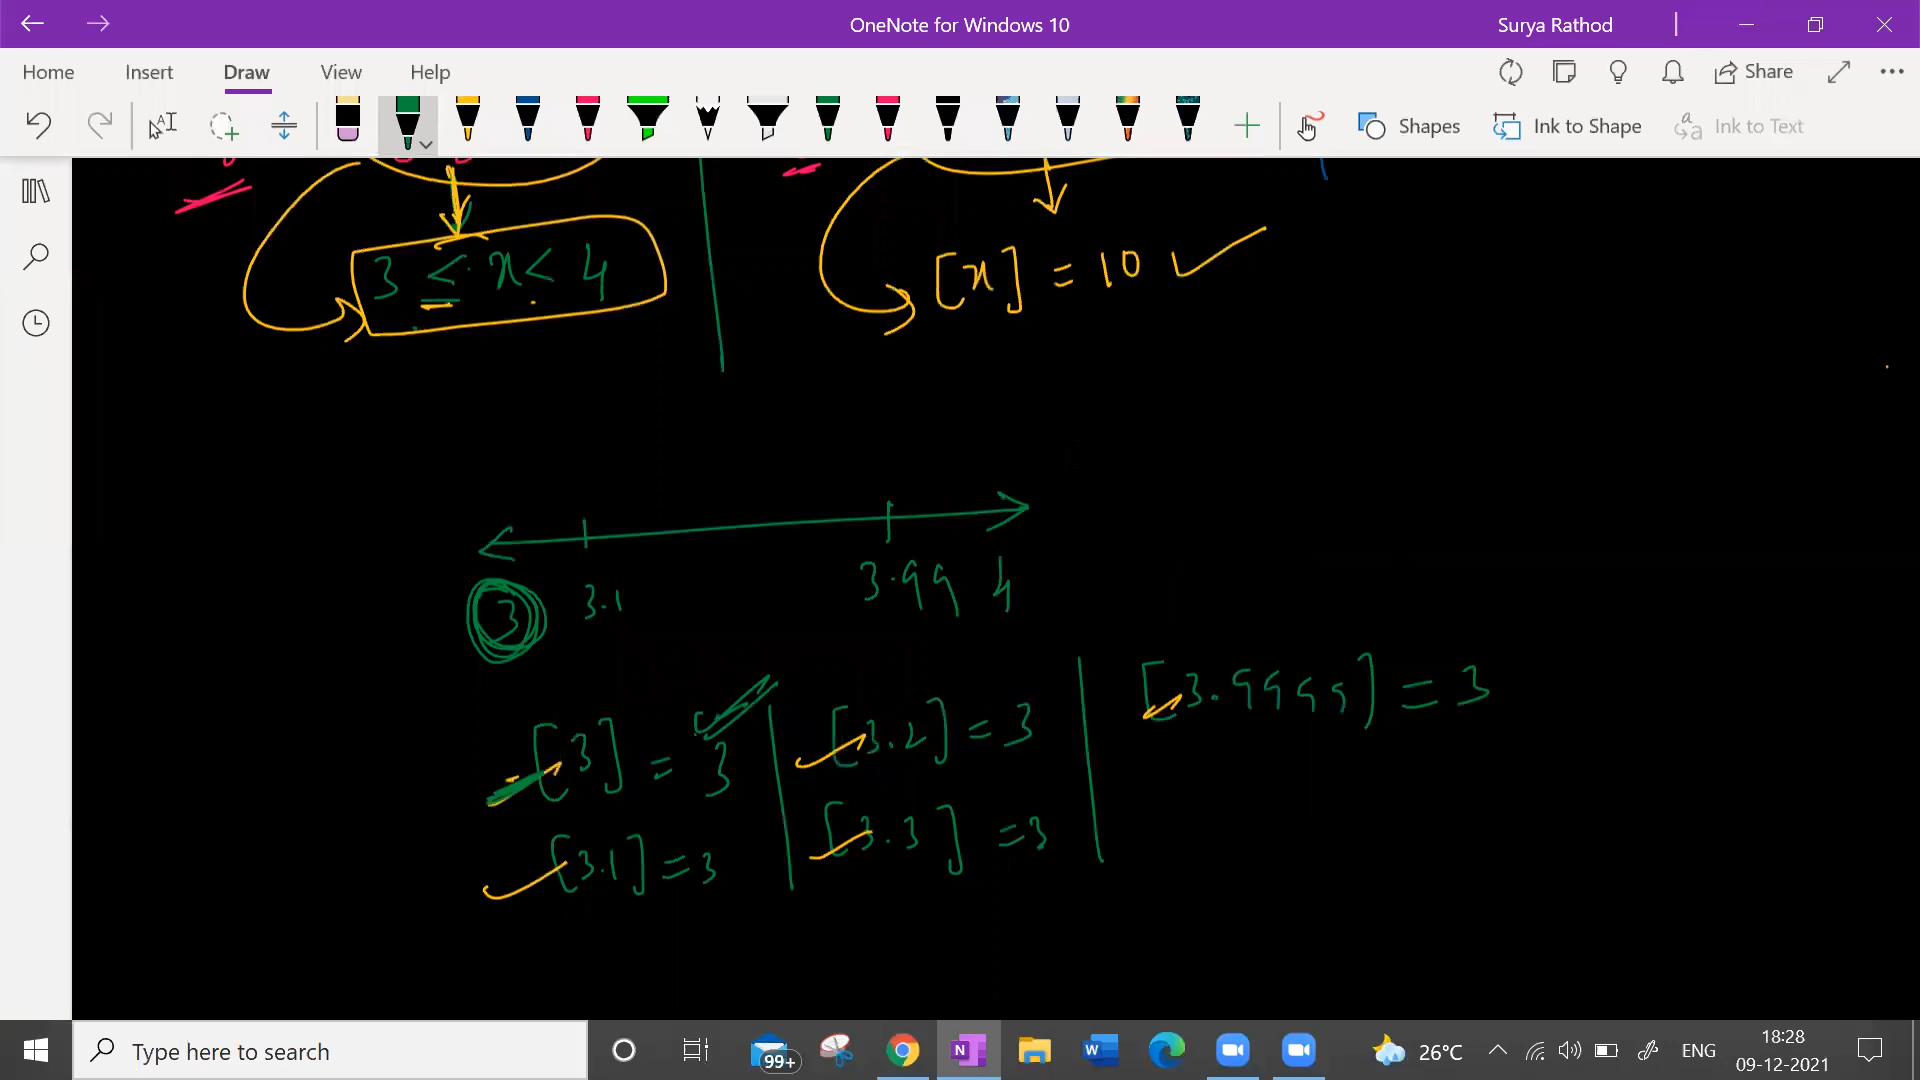 OneNote for Windows 10
Surya Rathod
Home Insert Draw View Help
Share
Shapes
Ink to Shape
Ink to Text
3 ≤ x < 4
[x] = 10
3 3.1 3.99 4
[3] = 3
[3.2] = 3
[3.9999] = 3
[3.1] = 3
[3.3] = 3
Type here to search
99+
26°C
ENG
18:28
09-12-2021